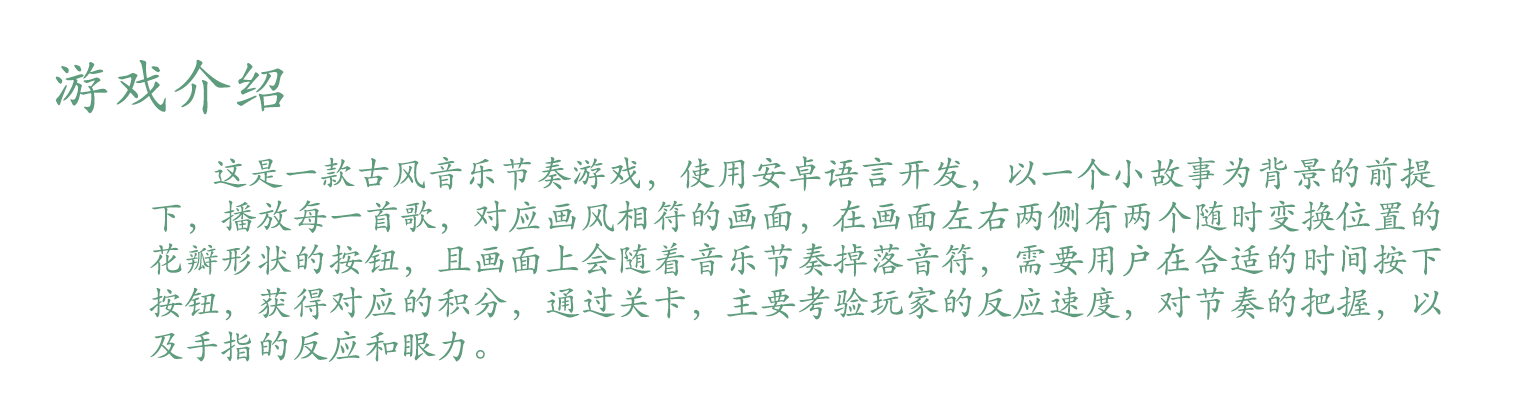 游戏介绍
这是一款古风音乐节奏游戏，使用安卓语言开发，以一个小故事为背景的前提
下，播放每一首歌，对应画风相符的画面，在画面左右两侧有两个随时变换位置的
花瓣形状的按钮，且画面上会随着音乐节奏掉落音符，需要用户在合适的时间按下
按钮，获得对应的积分，通过关卡，主要考验玩家的反应速度，对节奏的把握，以
及手指的反应和眼力。